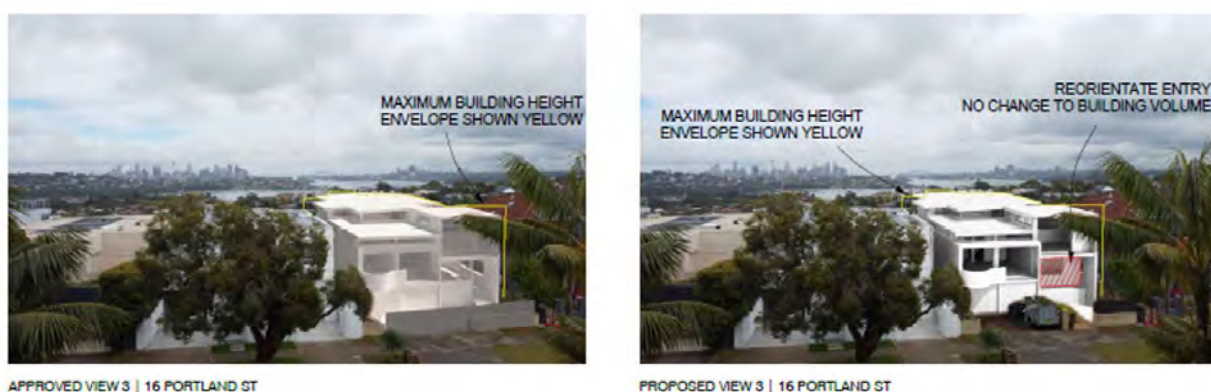 MAXIMUM BUILDING HEIGHT
ENVELOPE SHOWN YELLOW
APPROVED VIEW 3 | 16 PORTLAND ST
REORIENTATE ENTRY
NO CHANGE TO BUILDING VOLUME
MAXIMUM BUILDING HEIGHT
ENVELOPE SHOWN YELLOW
PROPOSED VIEW 3 | 16 PORTLAND ST